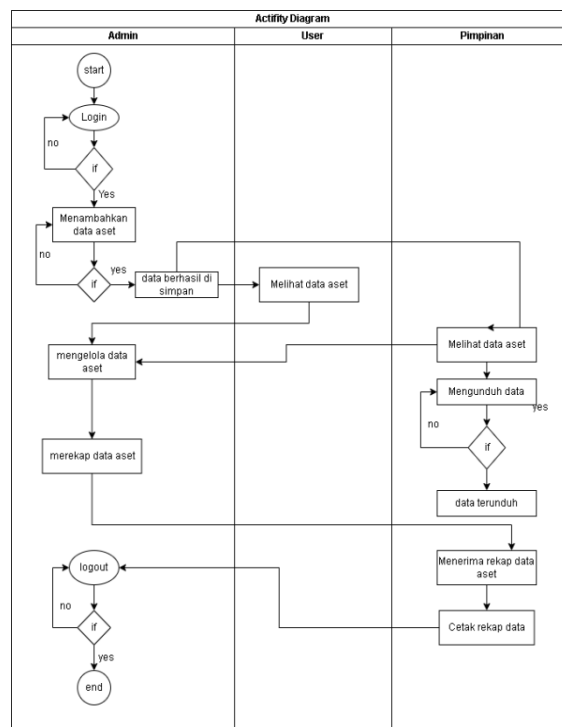 Actifity Diagram
Admin
User
Pimpinan
start
Login
no
if
Yes
Menambahkan
data aset
no
if
yes
data berhasil di
simpan
Melihat data aset
mengelola data
aset
Melihat data aset
Mengunduh data
yes
no
if
merekap data aset
data terunduh
Menerima rekap data
aset
logout
no
if
Cetak rekap data
yes
end